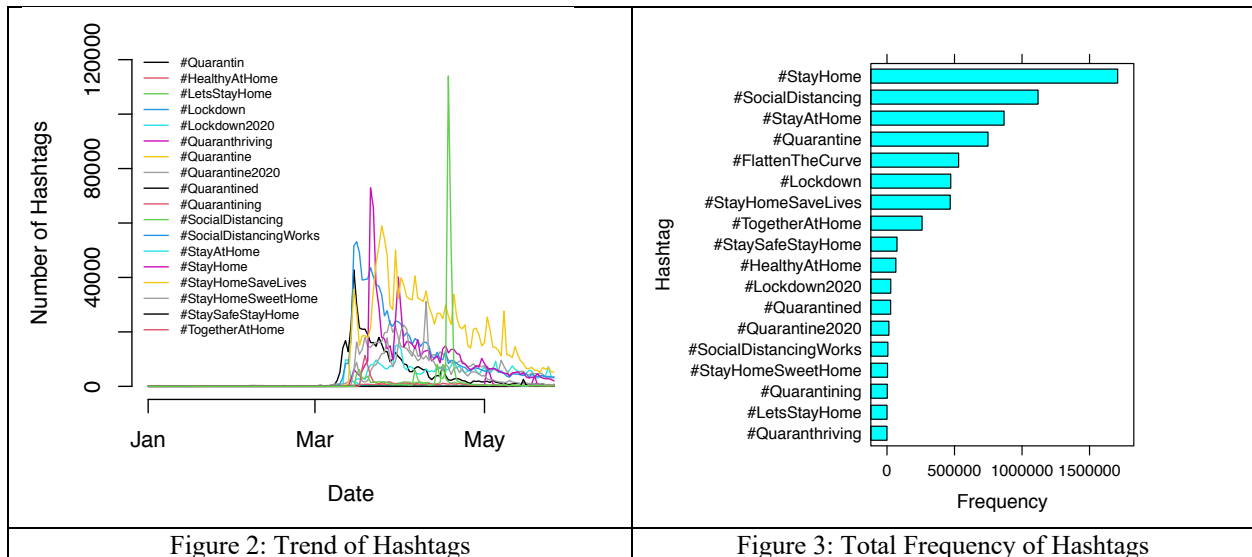 120000
80000
40000
0
Number of Hashtags
#Quarantin
#HealthyAtHome
#LetsStayHome
#Lockdown
#Lockdown2020
#Quaranthriving
#Quarantine
#Quarantine2020
#Quarantined
#Quarantining
#SocialDistancing
#SocialDistancingWorks
#StayAtHome
#StayHome
#StayHomeSaveLives
#StayHomeSweetHome
#StaySafeStayHome
#TogetherAtHome
Jan Mar May
Date
Figure 2: Trend of Hashtags
Hashtag
#StayHome
#SocialDistancing
#StayAtHome
#Quarantine
#FlattenTheCurve
#Lockdown
#StayHomeSaveLives
#TogetherAtHome
#StaySafeStayHome
#HealthyAtHome
#Lockdown2020
#Quarantined
#Quarantine2020
#SocialDistancingWorks
#StayHomeSweetHome
#Quarantining
#LetsStayHome
#Quaranthriving
0 500000 1000000 1500000
Frequency
Figure 3: Total Frequency of Hashtags